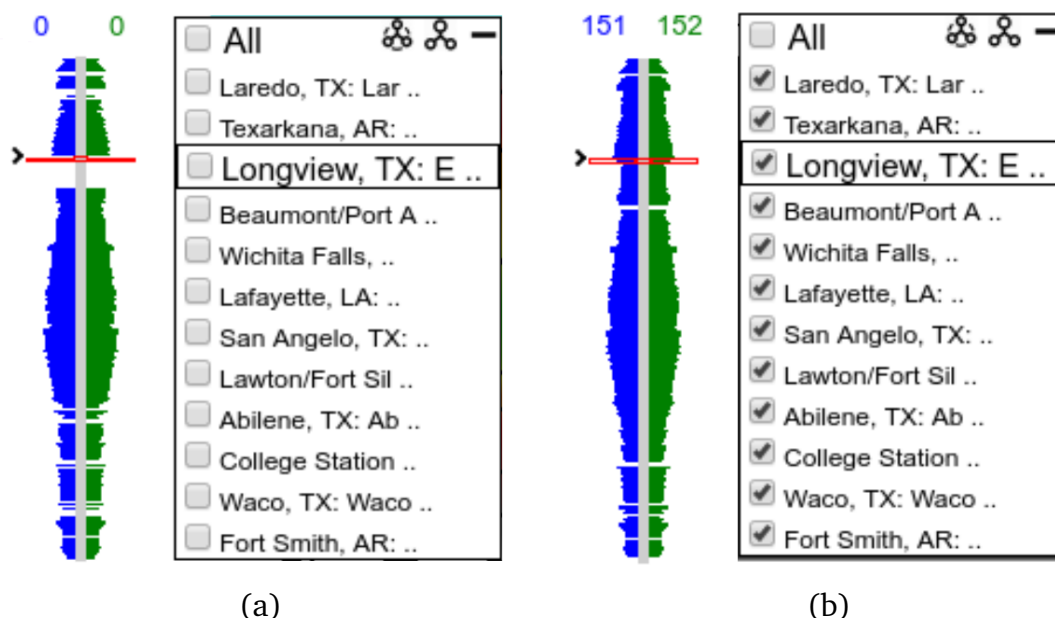 0 0
All
Laredo, TX: Lar ..
Texarkana, AR: ..
Longview, TX: E ..
Beaumont/Port A ..
Wichita Falls, ..
Lafayette, LA: ..
San Angelo, TX: ..
Lawton/Fort Sil ..
Abilene, TX: Ab ..
College Station ..
Waco, TX: Waco ..
Fort Smith, AR: ..
(a)
151 152
All
Laredo, TX: Lar ..
Texarkana, AR: ..
Longview, TX: E ..
Beaumont/Port A ..
Wichita Falls, ..
Lafayette, LA: ..
San Angelo, TX: ..
Lawton/Fort Sil ..
Abilene, TX: Ab ..
College Station ..
Waco, TX: Waco ..
Fort Smith, AR: ..
(b)